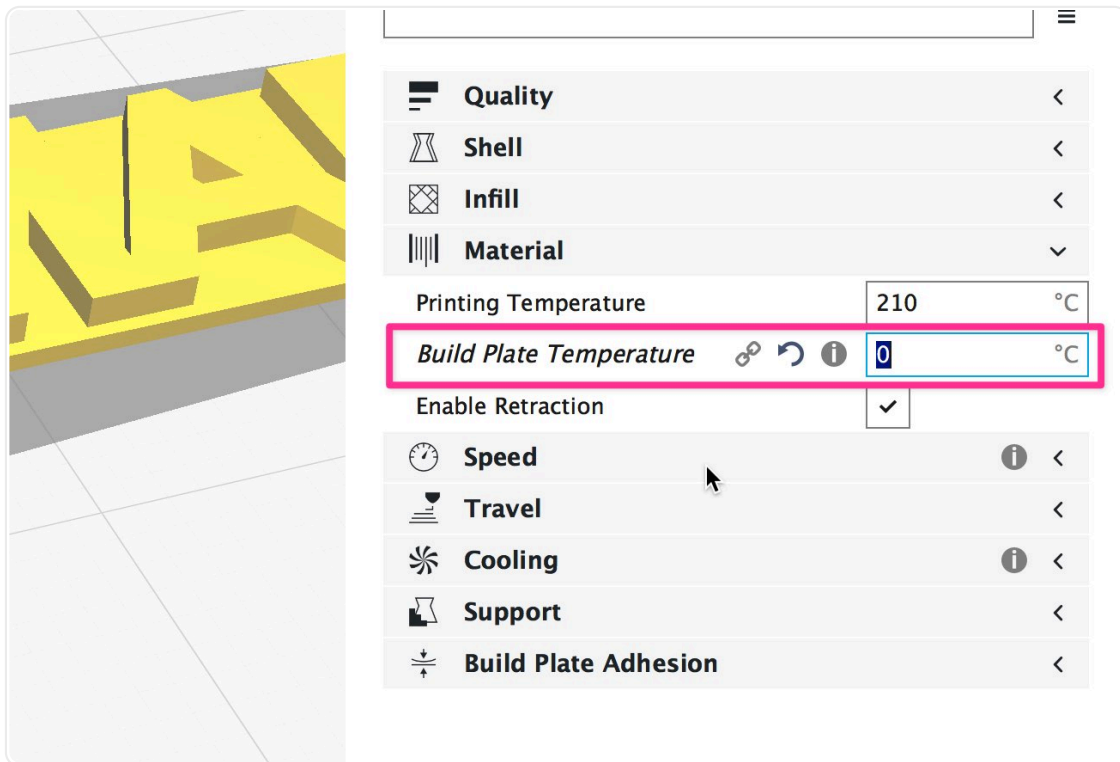 Quality
Shell
Infill
Material
Printing Temperature 210 °C
Build Plate Temperature 0 °C
Enable Retraction
Speed
Travel
Cooling
Support
Build Plate Adhesion